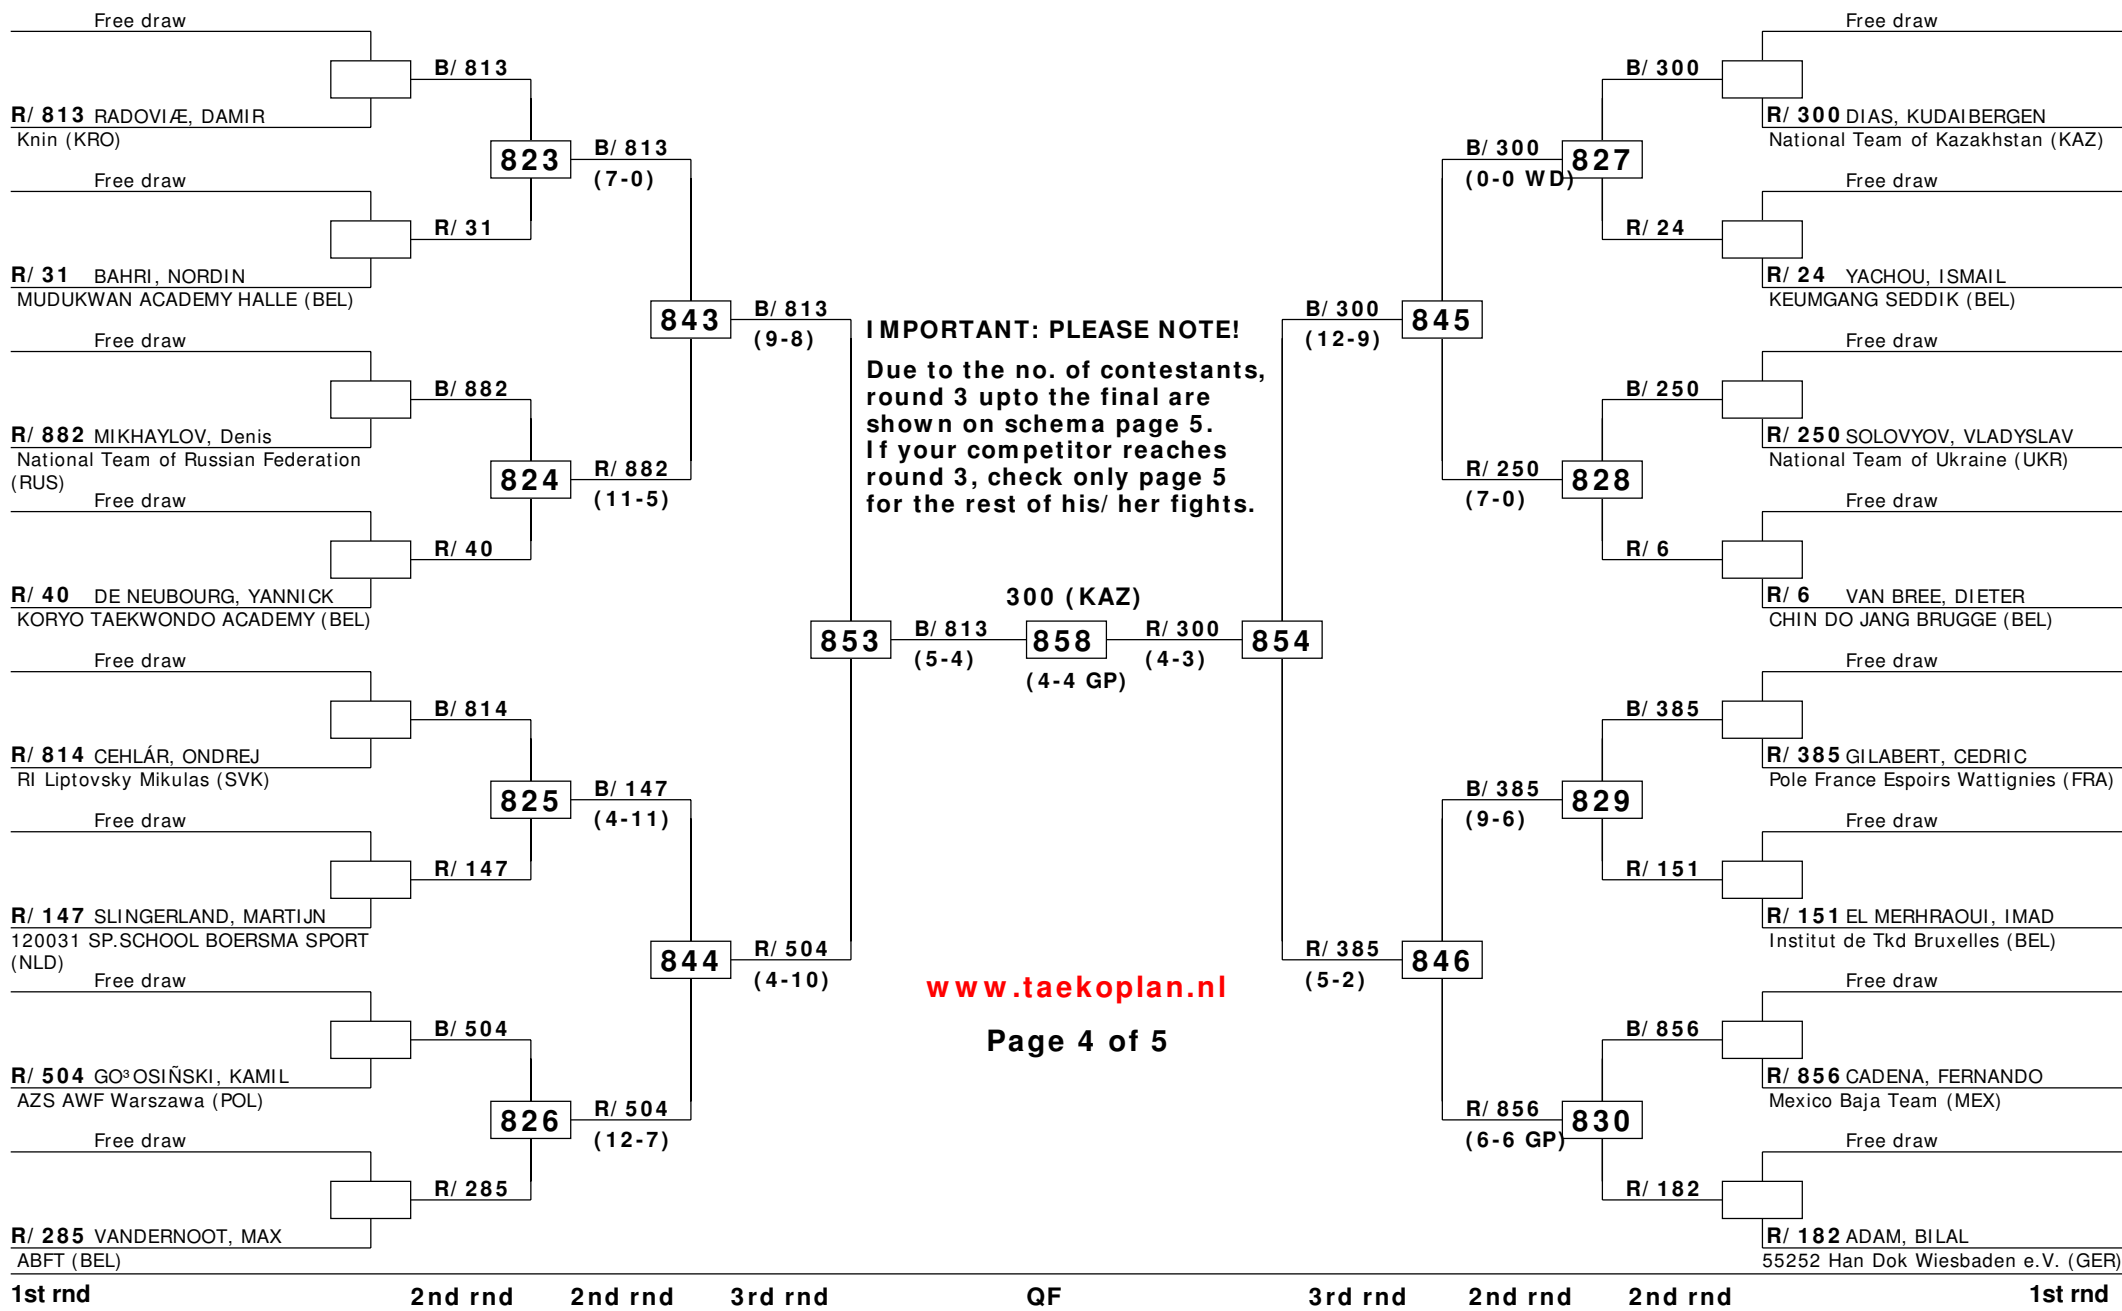 Free draw
R/ 813 RADOVIÆ, DAMIR
Knin (KRO)
Free draw
R/ 31 BAHRI, NORDIN
MUDUKWAN ACADEMY HALLE (BEL)
Free draw
R/ 882 MIKHAYLOV, Denis
National Team of Russian Federation
(RUS)
Free draw
R/ 40 DE NEUBOURG, YANNICK
KORYO TAEKWONDO ACADEMY (BEL)
Free draw
R/ 814 CEHLÁR, ONDREJ
RI Liptovsky Mikulas (SVK)
Free draw
R/ 147 SLINGERLAND, MARTIJN
120031 SP.SCHOOL BOERSMA SPORT
(NLD)
Free draw
R/ 504 GO³OSIÑSKI, KAMIL
AZS AWF Warszawa (POL)
Free draw
R/ 285 VANDERNOOT, MAX
ABFT (BEL)
B/ 813
R/ 31
B/ 882
R/ 40
B/ 814
R/ 147
B/ 504
R/ 285
823
824
825
826
B/ 813
(7-0)
R/ 882
(11-5)
B/ 147
(4-11)
R/ 504
(12-7)
843
844
B/ 813
(9-8)
R/ 504
(4-10)
853
B/ 813
(5-4)
IMPORTANT: PLEASE NOTE!
Due to the no. of contestants,
round 3 upto the final are
shown on schema page 5.
If your competitor reaches
round 3, check only page 5
for the rest of his/ her fights.
300 (KAZ)
858
(4-4 GP)
www.taekoplan.nl
Page 4 of 5
R/ 300
(4-3)
854
B/ 300
(12-9)
R/ 385
(5-2)
845
846
B/ 300
(0-0 WD)
R/ 250
(7-0)
B/ 385
(9-6)
R/ 856
(6-6 GP)
827
828
829
830
B/ 300
R/ 24
B/ 250
R/ 6
B/ 385
R/ 151
B/ 856
R/ 182
Free draw
R/ 300 DIAS, KUDAIBERGEN
National Team of Kazakhstan (KAZ)
Free draw
R/ 24 YACHOU, ISMAIL
KEUMGANG SEDDIK (BEL)
Free draw
R/ 250 SOLOVYOV, VLADYSLAV
National Team of Ukraine (UKR)
Free draw
R/ 6 VAN BREE, DIETER
CHIN DO JANG BRUGGE (BEL)
Free draw
R/ 385 GILABERT, CEDRIC
Pole France Espoirs Wattignies (FRA)
Free draw
R/ 151 EL MERHRAOUI, IMAD
Institut de Tkd Bruxelles (BEL)
Free draw
R/ 856 CADENA, FERNANDO
Mexico Baja Team (MEX)
Free draw
R/ 182 ADAM, BILAL
55252 Han Dok Wiesbaden e.V. (GER)
1st rnd 2nd rnd 2nd rnd 3rd rnd QF 3rd rnd 2nd rnd 2nd rnd 1st rnd